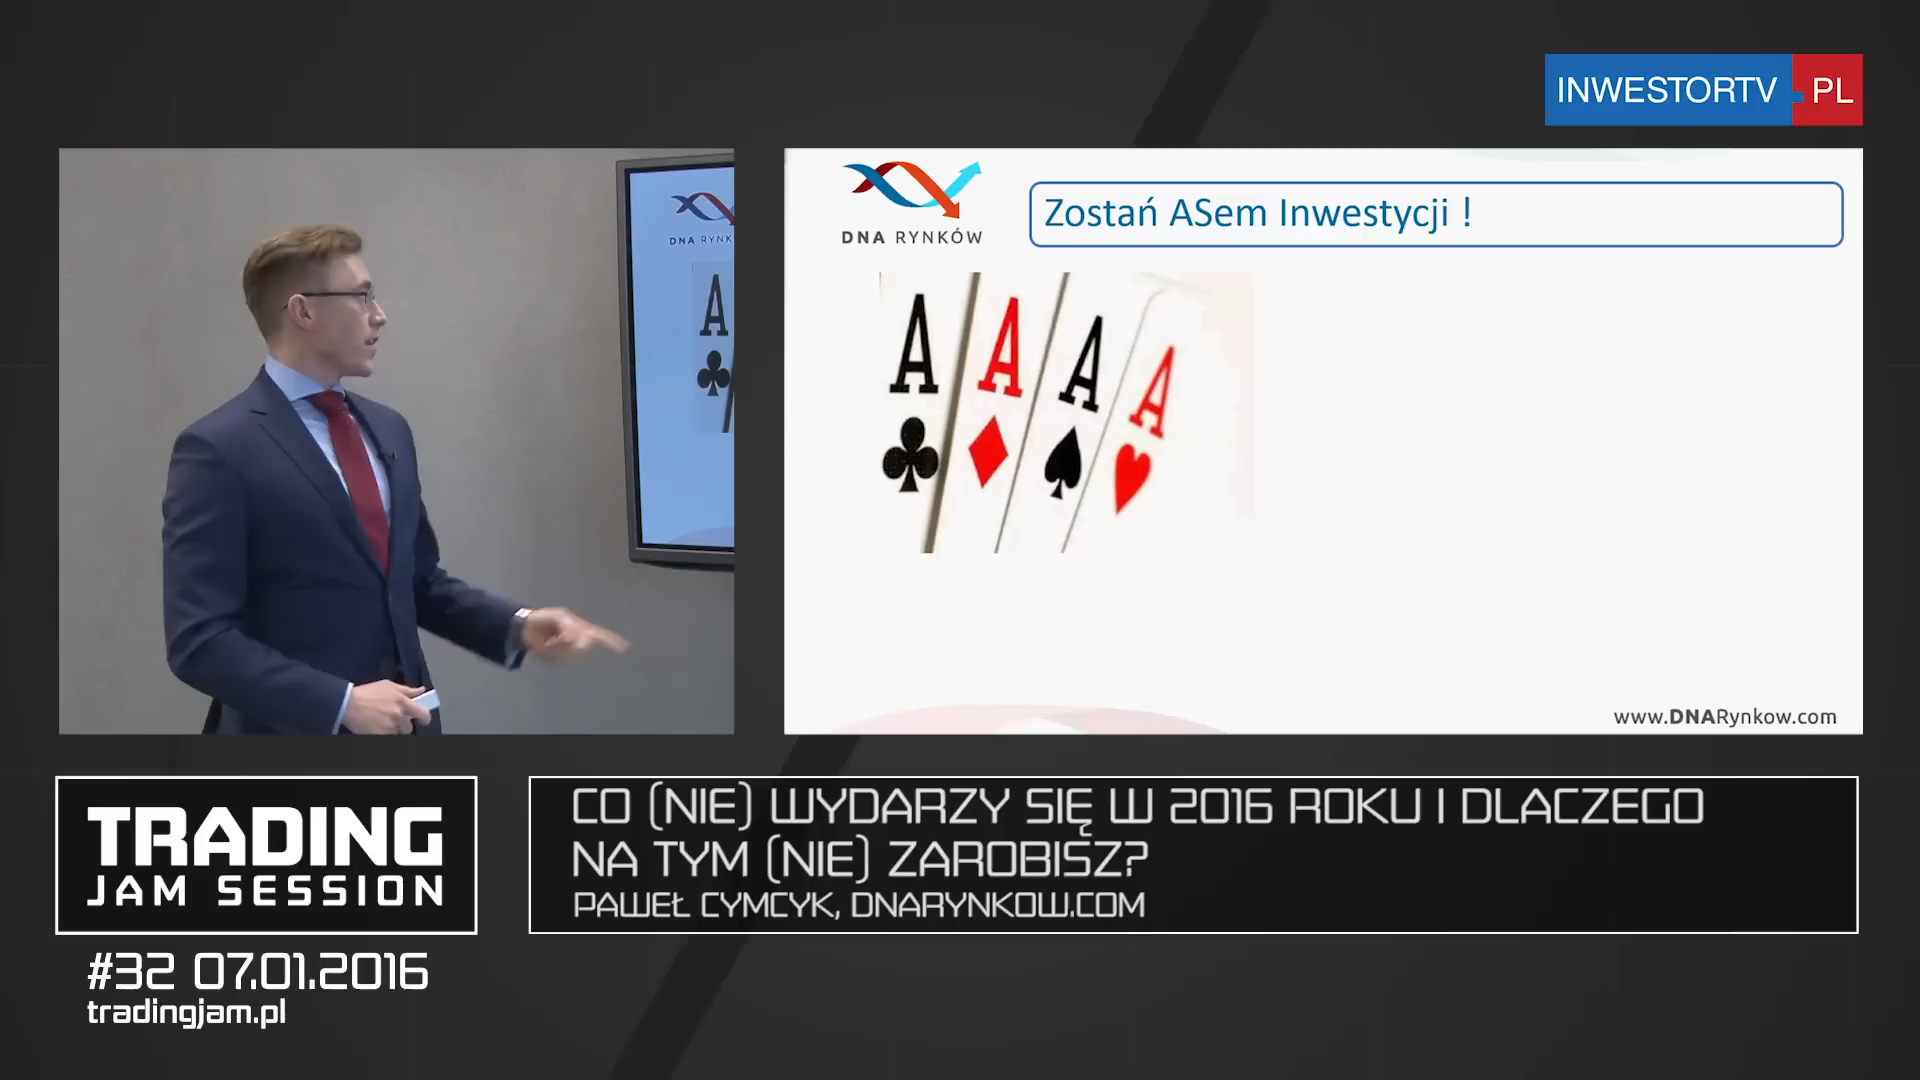 INWESTORTV.PL
DNA RYNK
A
DNA RYNKÓW
Zostań ASem Inwestycji !
A A A A
www.DNARynkow.com
TRADING
JAM SESSION
#32 07.01.2016
tradingjam.pl
CO (NIE) WYDARZY SIĘ W 2016 ROKU I DLACZEGO
NA TYM (NIE) ZAROBISZ?
PAWEŁ CYMCYK, DNARYNKOW.COM